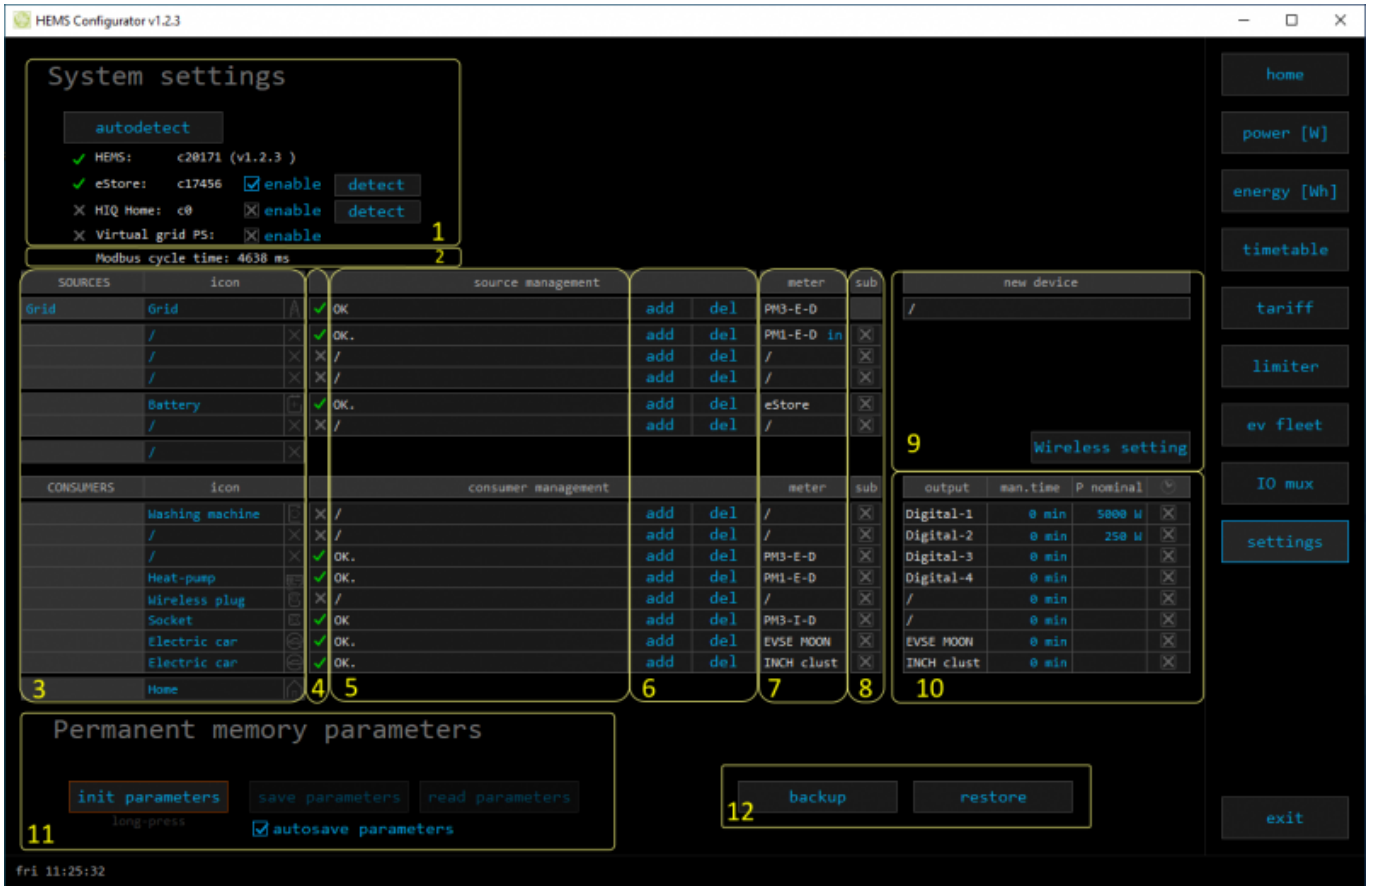 HEMS Configurator v1.2.3
System settings
autodetect
HEMS: c20171 (v1.2.3 )
eStore: c17456 enable detect
HIQ Home: c0 enable detect
Virtual grid PS: enable 1
Modbus cycle time: 4638 ms 2
SOURCES icon source management meter sub
Grid Grid OK add del PM3-E-D
/ OK. add del PM1-E-D in
/ / add del /
/ / add del /
Battery OK. add del eStore
/ / add del /
/
CONSUMERS icon consumer management meter sub
Washing machine / add del /
/ / add del /
/ OK. add del PM3-E-D
Heat-pump OK. add del PM1-E-D
Wireless plug / add del /
Socket OK add del PM3-I-D
Electric car OK. add del EVSE MOON
Electric car OK. add del INCH clust
Home
3 4 5 6 7 8
new device
/
9 Wireless setting
output man.time P nominal
Digital-1 0 min 5000 W
Digital-2 0 min 250 W
Digital-3 0 min
Digital-4 0 min
/ 0 min
/ 0 min
EVSE MOON 0 min
INCH clust 0 min
10
Permanent memory parameters
init parameters save parameters read parameters
long-press
autosave parameters
11
backup restore
12
home
power [W]
energy [Wh]
timetable
tariff
limiter
ev fleet
IO mux
settings
exit
fri 11:25:32